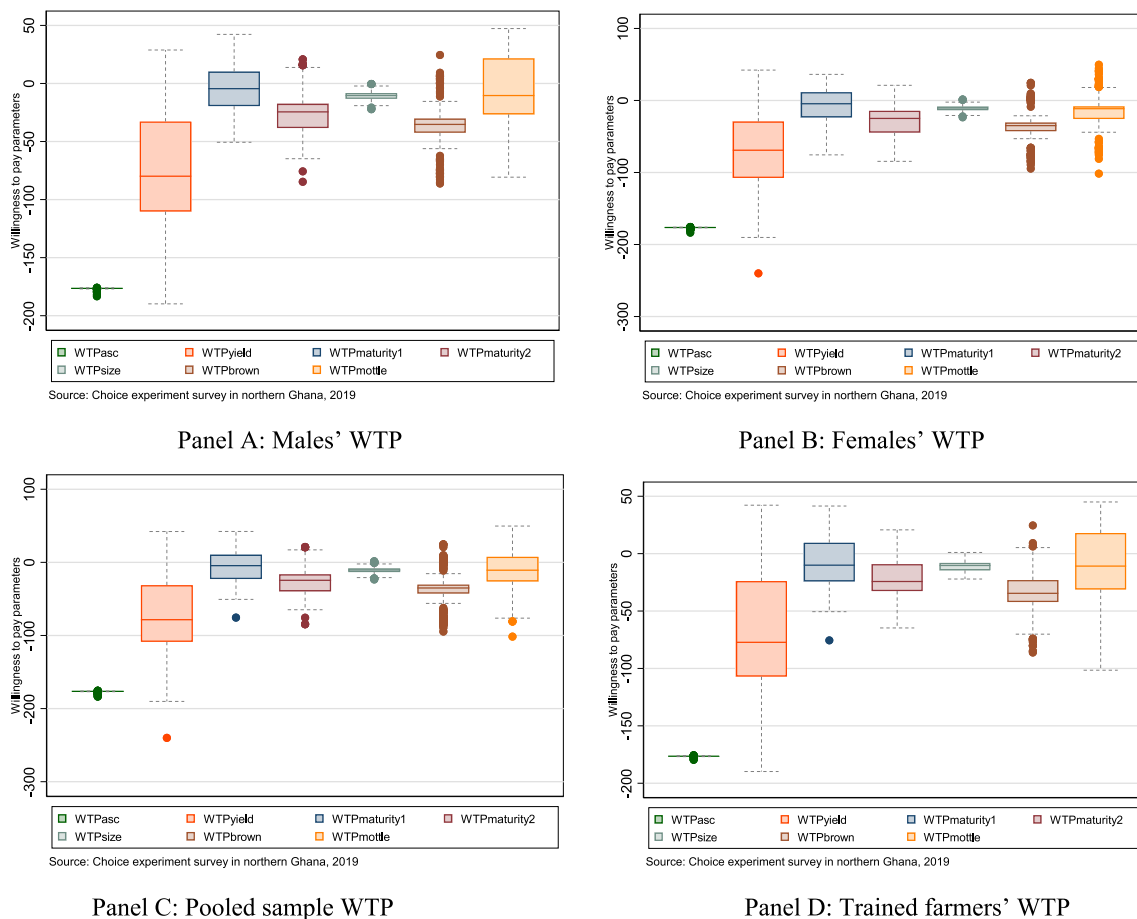 50
0
-50
-100
-150
-200
Willingness to pay parameters
WTPasc WTPyield WTPmaturity1 WTPmaturity2
WTPsize WTPbrown WTPmottle
Source: Choice experiment survey in northern Ghana, 2019
Panel A: Males’ WTP
100
0
-100
-200
-300
Willingness to pay parameters
WTPasc WTPyield WTPmaturity1 WTPmaturity2
WTPsize WTPbrown WTPmottle
Source: Choice experiment survey in northern Ghana, 2019
Panel B: Females’ WTP
100
0
-100
-200
-300
Willingness to pay parameters
WTPasc WTPyield WTPmaturity1 WTPmaturity2
WTPsize WTPbrown WTPmottle
Source: Choice experiment survey in northern Ghana, 2019
Panel C: Pooled sample WTP
50
0
-50
-100
-150
-200
Willingness to pay parameters
WTPasc WTPyield WTPmaturity1 WTPmaturity2
WTPsize WTPbrown WTPmottle
Source: Choice experiment survey in northern Ghana, 2019
Panel D: Trained farmers’ WTP